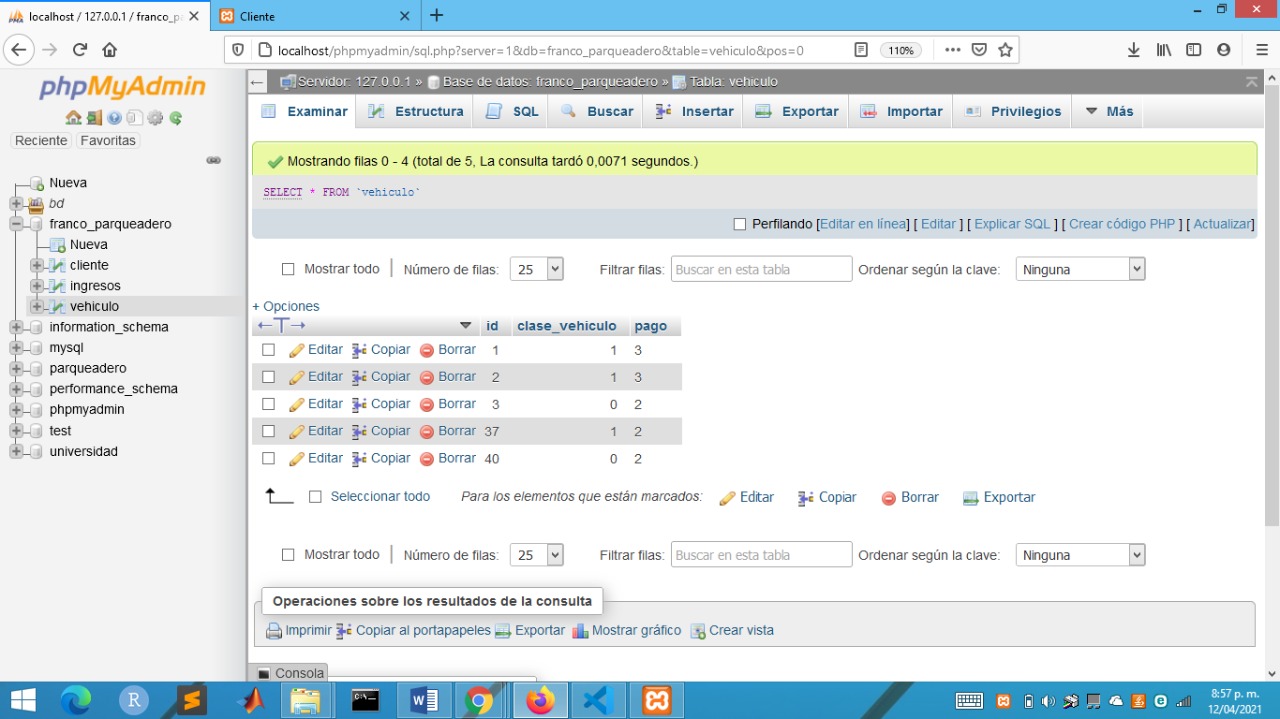 localhost / 127.0.0.1 / franco_p
Cliente
localhost/phpmyadmin/sql.php?server=1&db=franco_parqueadero&table=vehiculo&pos=0
110%
phpMyAdmin
Reciente Favoritas
Nueva
bd
franco_parqueadero
Nueva
cliente
ingresos
vehiculo
information_schema
mysql
parqueadero
performance_schema
phpmyadmin
test
universidad
Servidor: 127.0.0.1 » Base de datos: franco_parqueadero » Tabla: vehiculo
Examinar Estructura SQL Buscar Insertar Exportar Importar Privilegios Más
Mostrando filas 0 - 4 (total de 5, La consulta tardó 0,0071 segundos.)
SELECT * FROM `vehiculo`
Perfilando [Editar en línea] [ Editar ] [ Explicar SQL ] [ Crear código PHP ] [ Actualizar]
Mostrar todo Número de filas: 25 Filtrar filas: Buscar en esta tabla Ordenar según la clave: Ninguna
+ Opciones
←T→ id clase_vehiculo pago
Editar Copiar Borrar 1 1 3
Editar Copiar Borrar 2 1 3
Editar Copiar Borrar 3 0 2
Editar Copiar Borrar 37 1 2
Editar Copiar Borrar 40 0 2
Seleccionar todo Para los elementos que están marcados: Editar Copiar Borrar Exportar
Mostrar todo Número de filas: 25 Filtrar filas: Buscar en esta tabla Ordenar según la clave: Ninguna
Operaciones sobre los resultados de la consulta
Imprimir Copiar al portapapeles Exportar Mostrar gráfico Crear vista
Consola
8:57 p. m.
12/04/2021